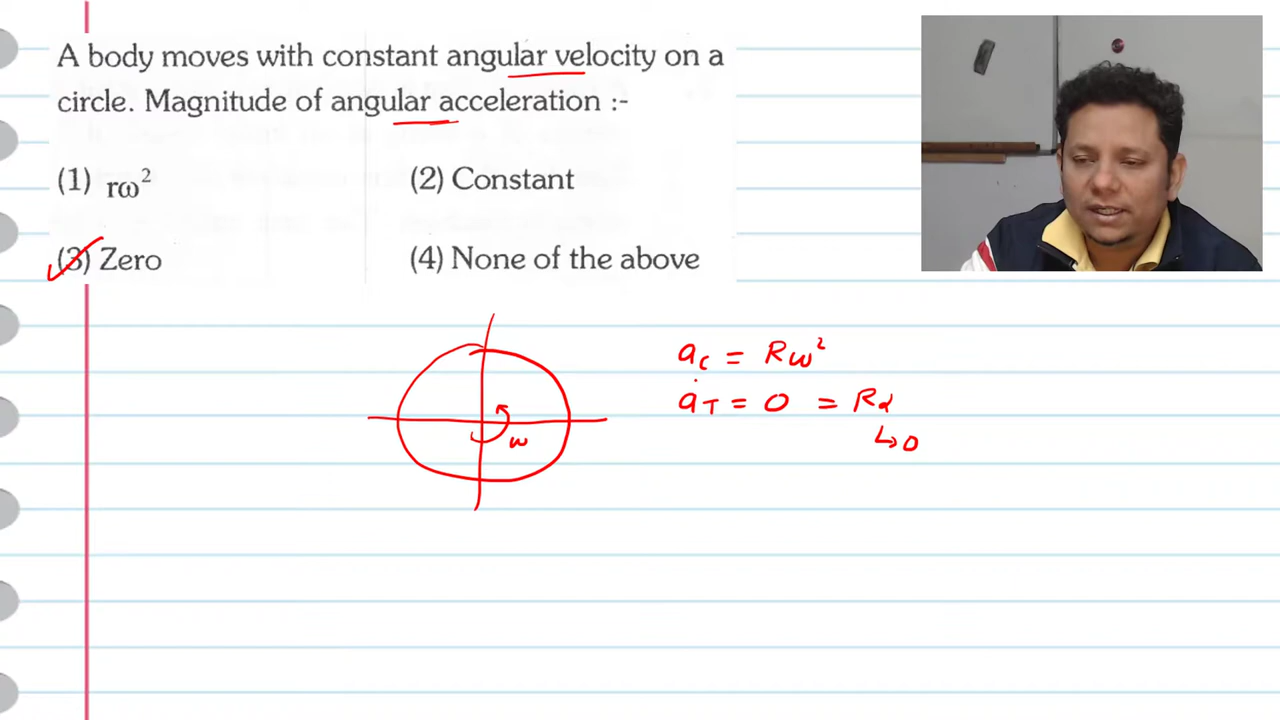 A body moves with constant angular velocity on a
circle. Magnitude of angular acceleration :-
(1) rω²
(2) Constant
(3) Zero
(4) None of the above
a_c = Rω²
a_T = 0 = Rα
↳ 0
ω